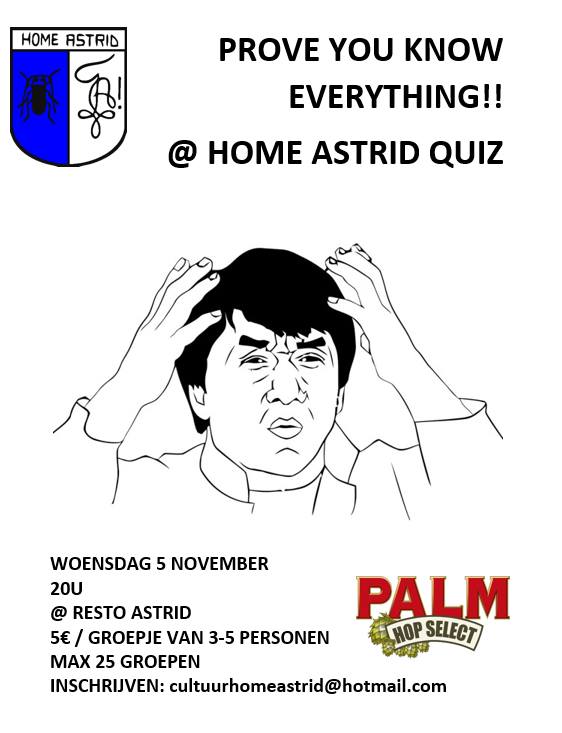 HOME ASTRID
PROVE YOU KNOW
EVERYTHING!!
@ HOME ASTRID QUIZ
WOENSDAG 5 NOVEMBER
20U
@ RESTO ASTRID
5€ / GROEPJE VAN 3-5 PERSONEN
MAX 25 GROEPEN
INSCHRIJVEN: cultuurhomeastrid@hotmail.com
PALM
HOP SELECT